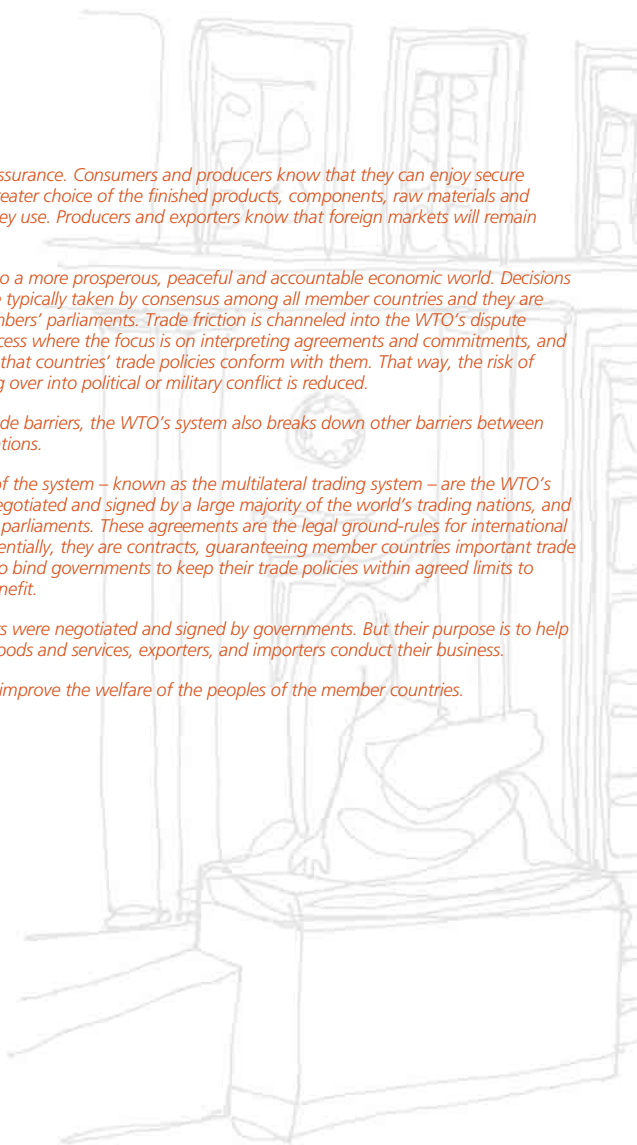 ssurance. Consumers and producers know that they can enjoy secure
eater choice of the finished products, components, raw materials and
ey use. Producers and exporters know that foreign markets will remain
o a more prosperous, peaceful and accountable economic world. Decisions
typically taken by consensus among all member countries and they are
bers’ parliaments. Trade friction is channeled into the WTO’s dispute
cess where the focus is on interpreting agreements and commitments, and
that countries’ trade policies conform with them. That way, the risk of
g over into political or military conflict is reduced.
de barriers, the WTO’s system also breaks down other barriers between
tions.
of the system – known as the multilateral trading system – are the WTO’s
egotiated and signed by a large majority of the world’s trading nations, and
parliaments. These agreements are the legal ground-rules for international
entially, they are contracts, guaranteeing member countries important trade
o bind governments to keep their trade policies within agreed limits to
nefit.
s were negotiated and signed by governments. But their purpose is to help
oods and services, exporters, and importers conduct their business.
improve the welfare of the peoples of the member countries.